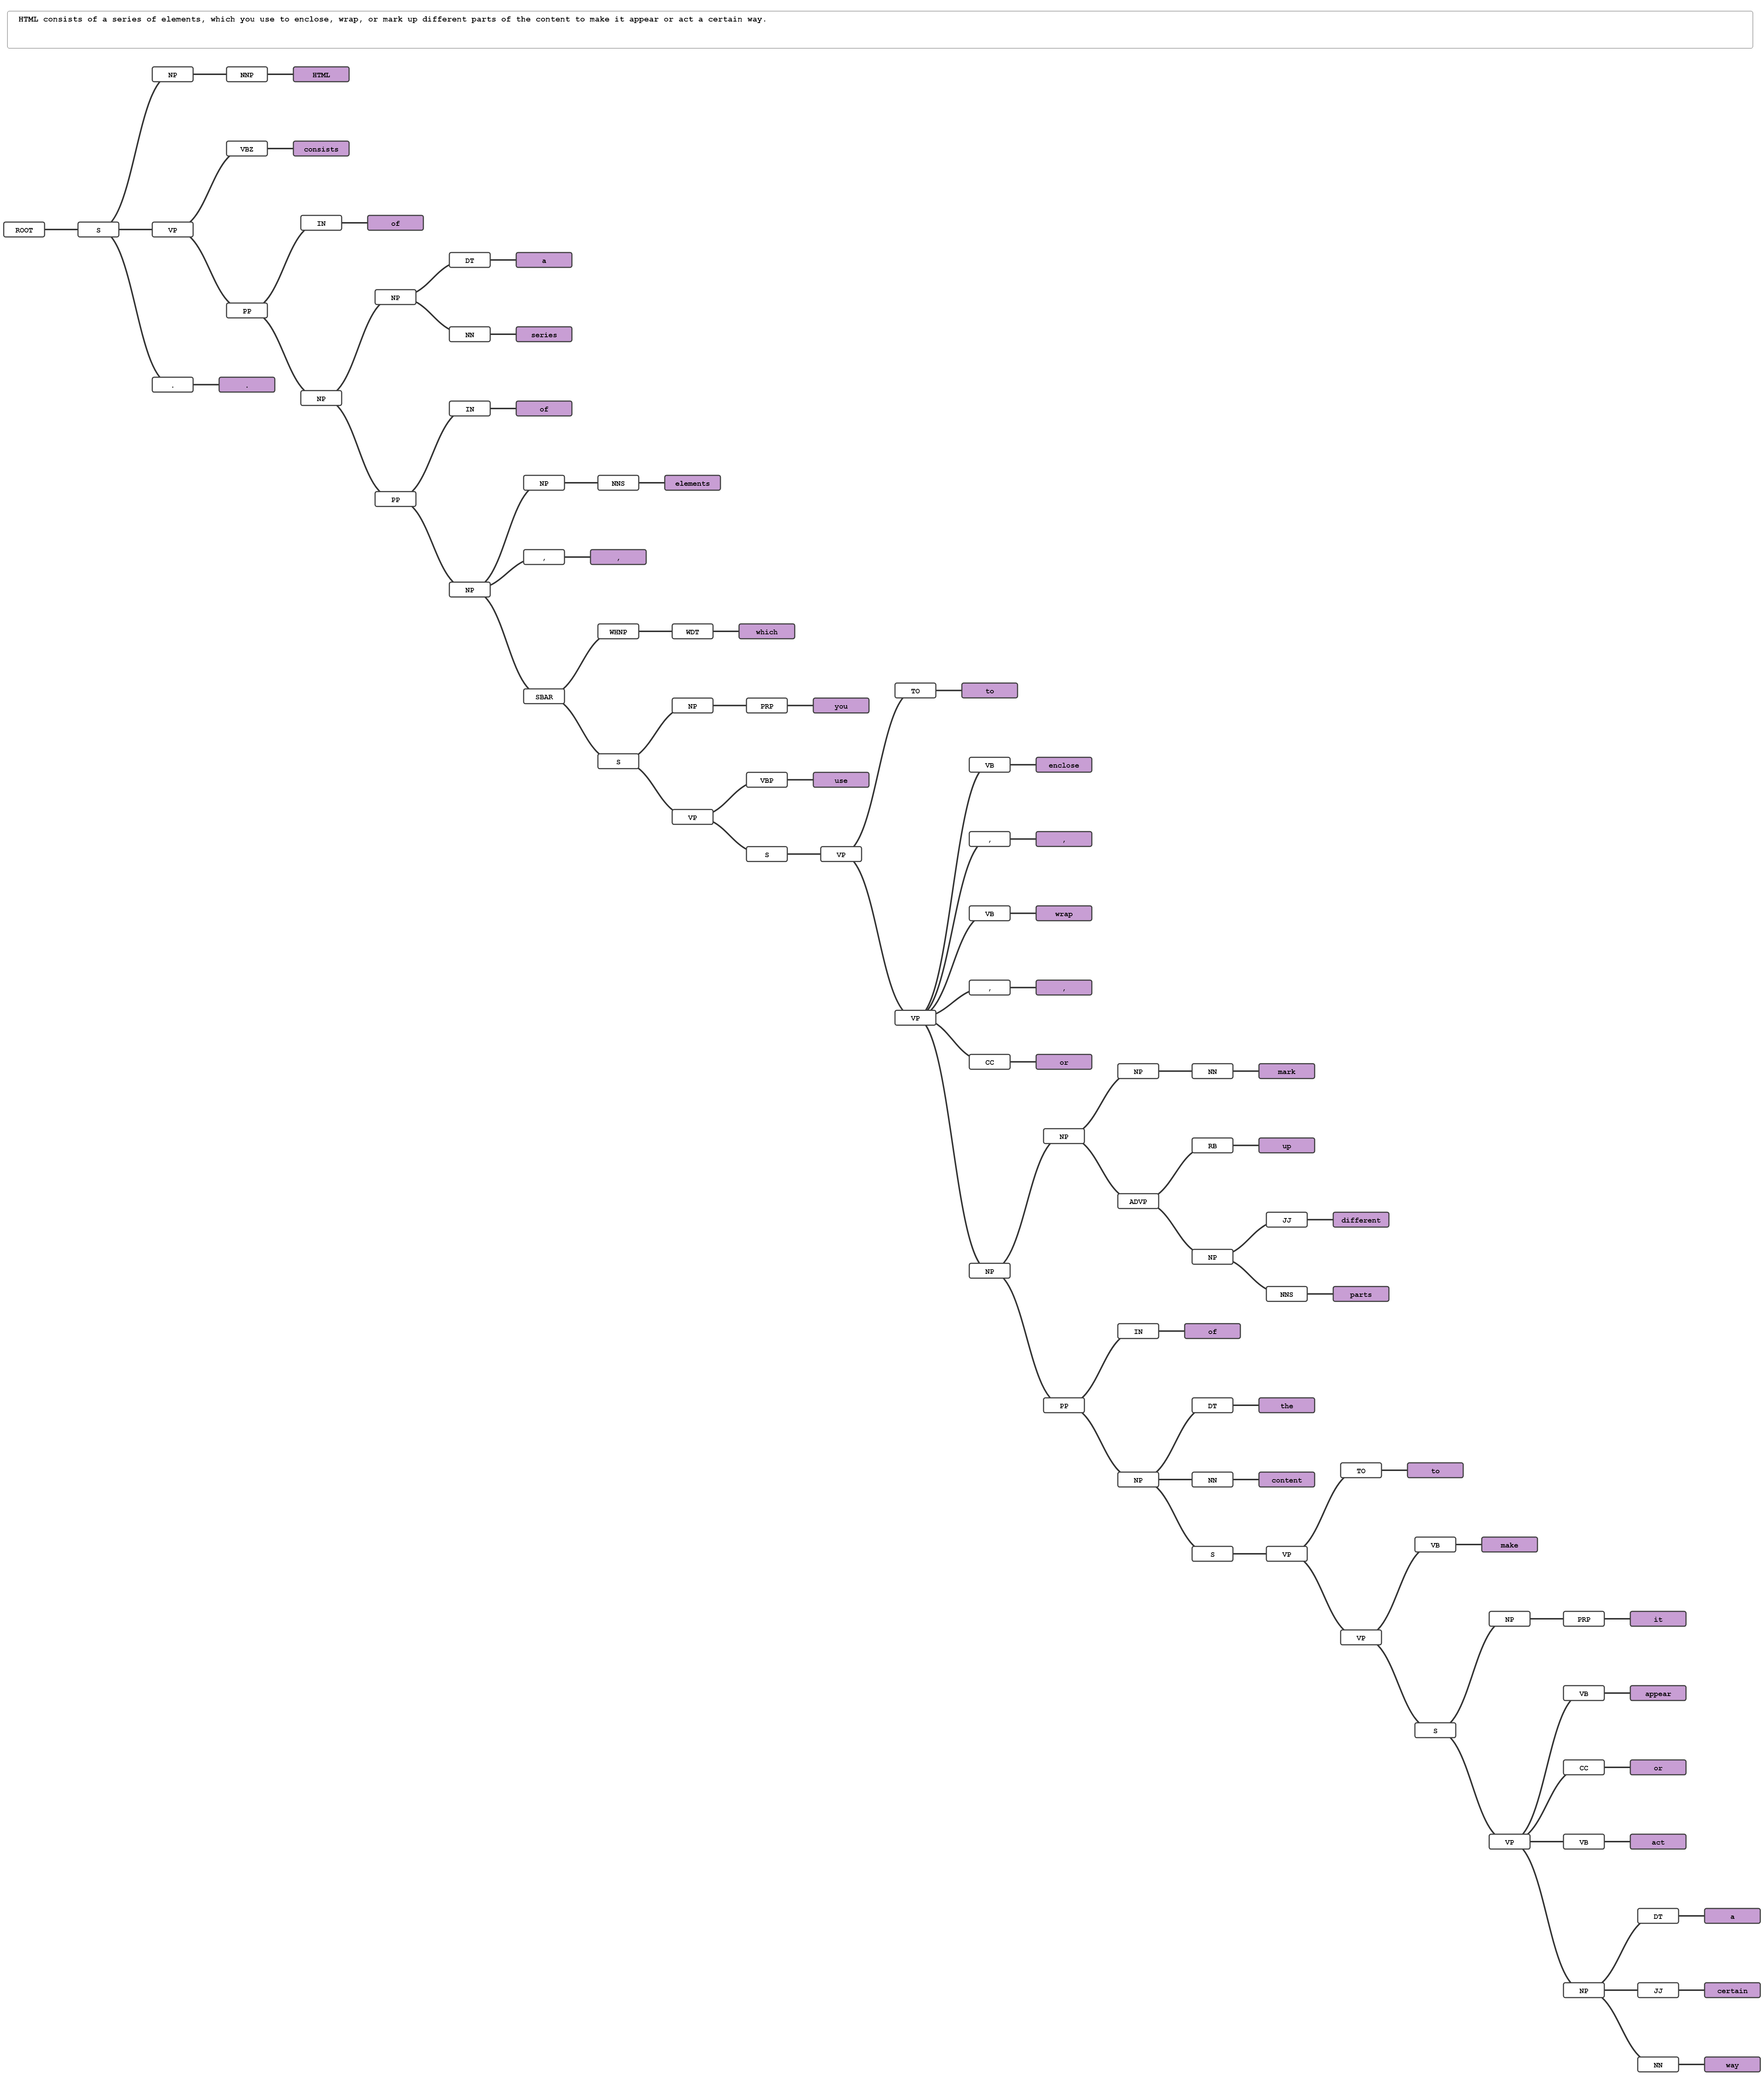 HTML consists of a series of elements, which you use to enclose, wrap, or mark up different parts of the content to make it appear or act a certain way.
NP NNP HTML
VBZ consists
IN of
ROOT S VP
DT a
NP
PP
NN series
. .
NP
IN of
NP NNS elements
PP
, ,
NP
WHNP WDT which
TO to
SBAR
NP PRP you
S
VB enclose
VBP use
VP
, ,
S VP
VB wrap
, ,
VP
CC or
NP NN mark
NP
RB up
ADVP
JJ different
NP
NP
NNS parts
IN of
PP
DT the
TO to
NP NN content
VB make
S VP
NP PRP it
VP
VB appear
S
CC or
VP VB act
DT a
NP JJ certain
NN way